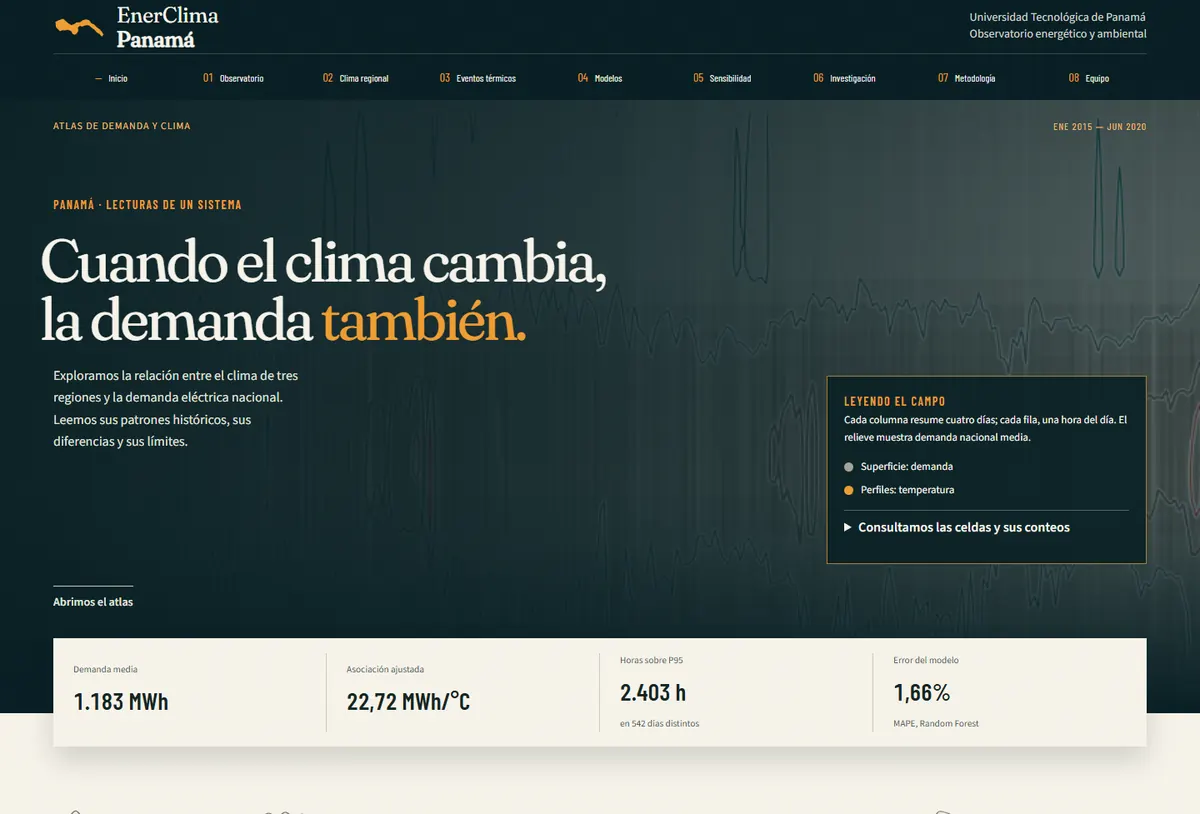 EnerClima
Panamá
Universidad Tecnológica de Panamá
Observatorio energético y ambiental
— Inicio
01 Observatorio
02 Clima regional
03 Eventos térmicos
04 Modelos
05 Sensibilidad
06 Investigación
07 Metodología
08 Equipo
ATLAS DE DEMANDA Y CLIMA
ENE 2015 — JUN 2020
PANAMÁ · LECTURAS DE UN SISTEMA
Cuando el clima cambia,
la demanda también.
Exploramos la relación entre el clima de tres
regiones y la demanda eléctrica nacional.
Leemos sus patrones históricos, sus
diferencias y sus límites.
LEYENDO EL CAMPO
Cada columna resume cuatro días; cada fila, una hora del día. El
relieve muestra demanda nacional media.
Superficie: demanda
Perfiles: temperatura
Consultamos las celdas y sus conteos
Abrimos el atlas
Demanda media
1.183 MWh
Asociación ajustada
22,72 MWh/°C
Horas sobre P95
2.403 h
en 542 días distintos
Error del modelo
1,66%
MAPE, Random Forest